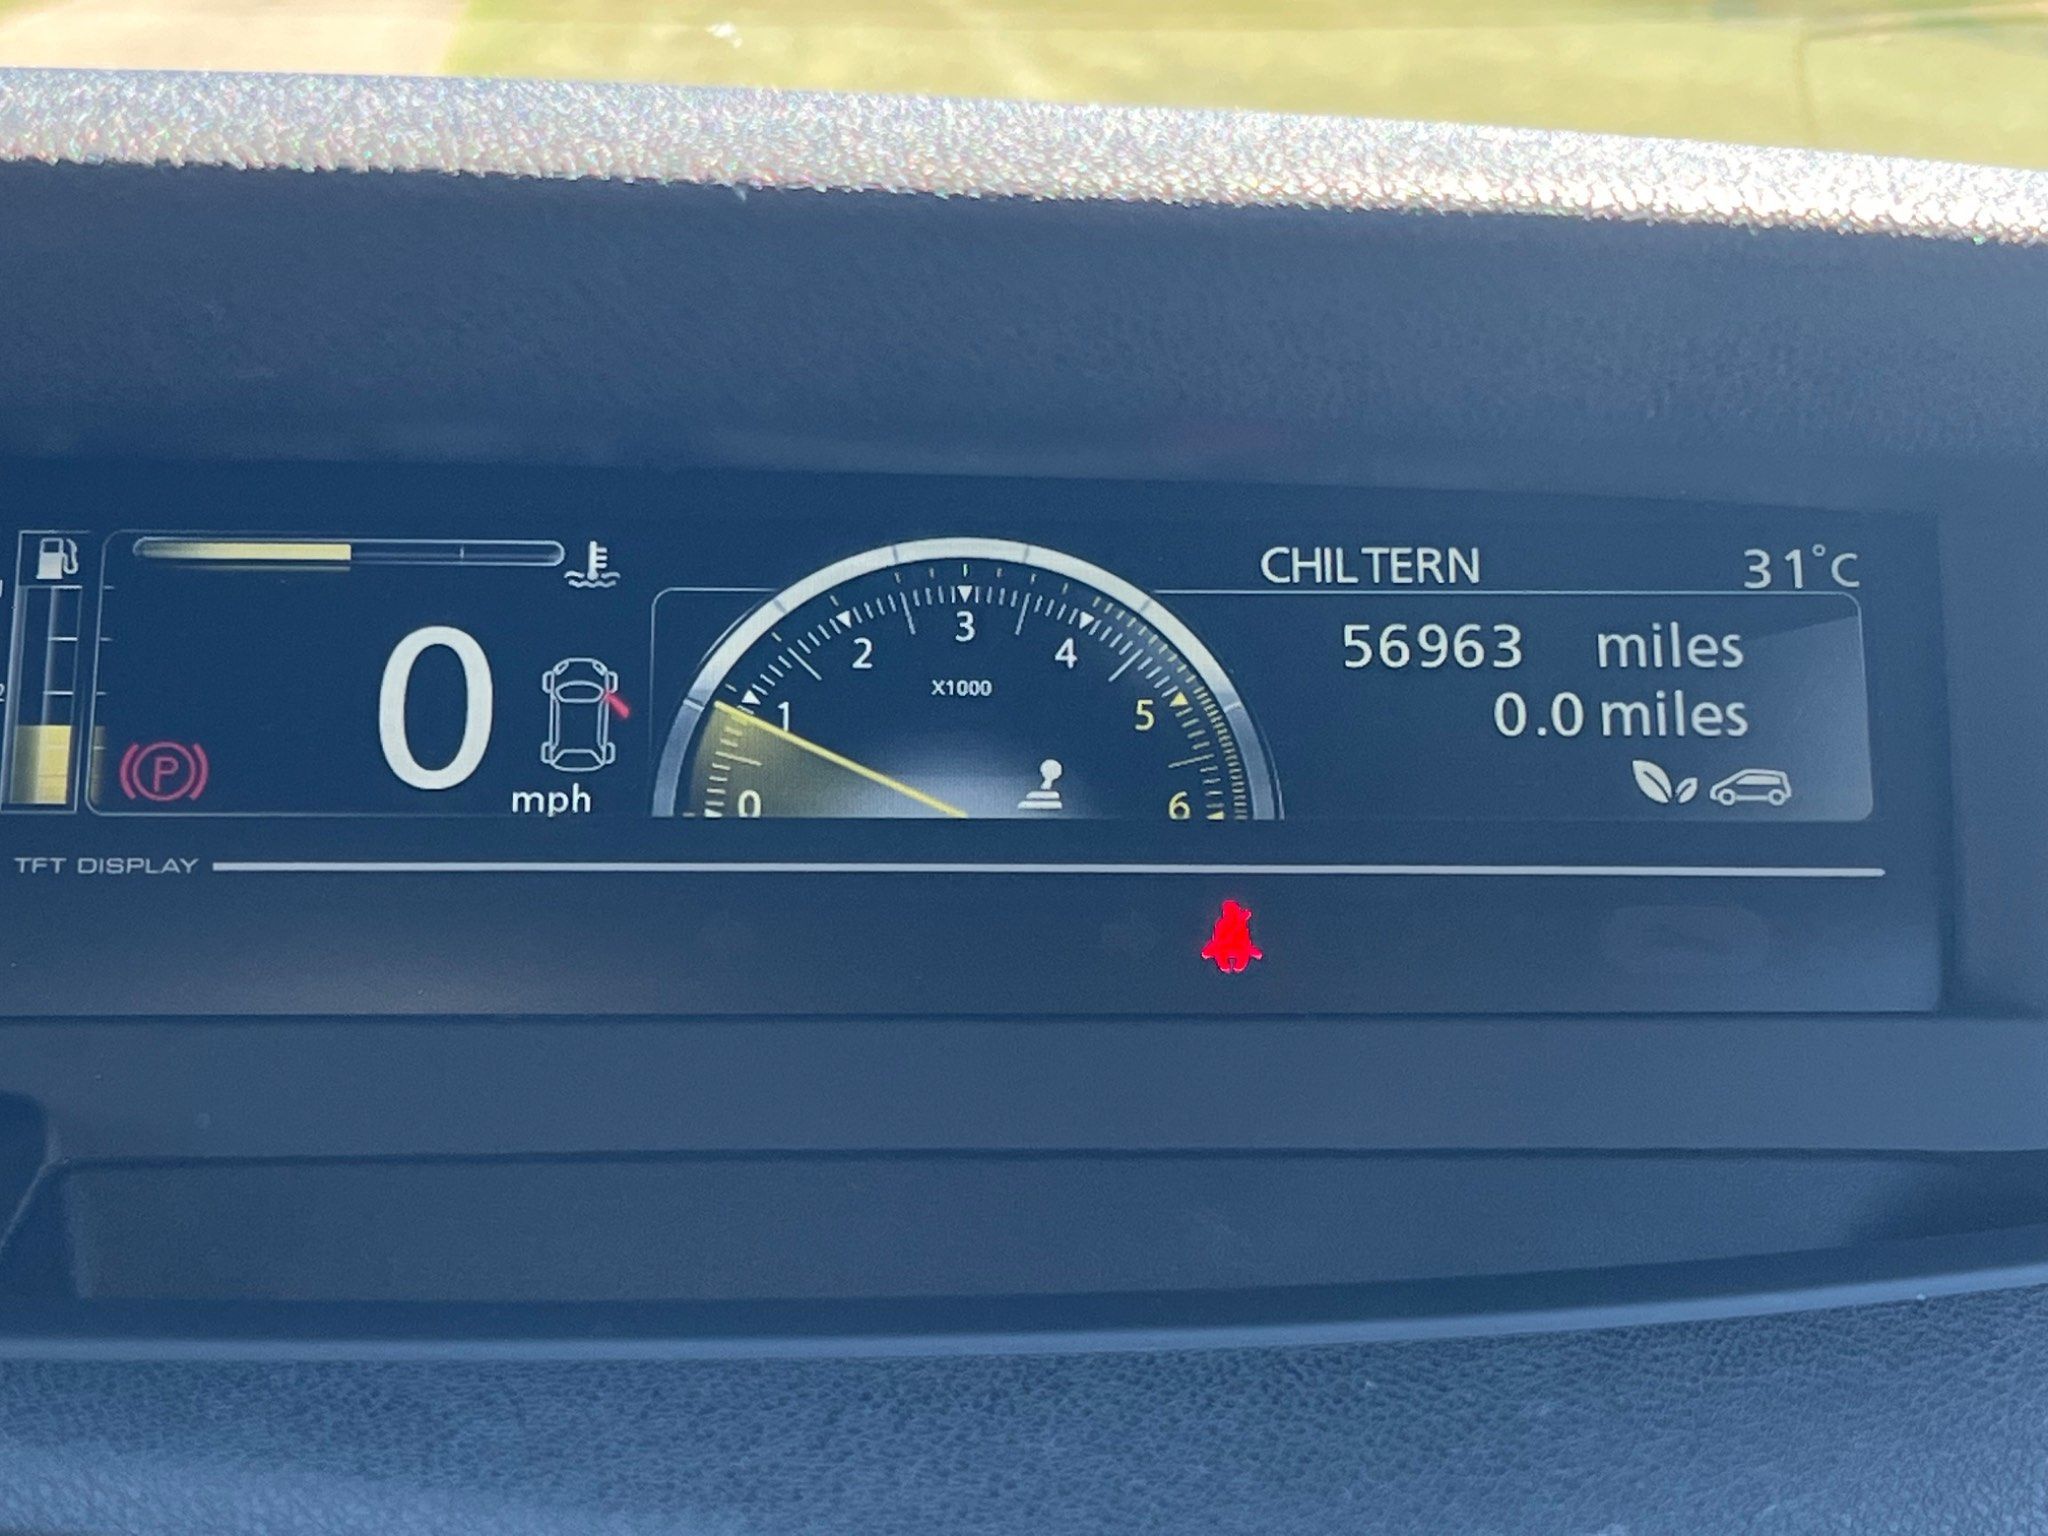 CHILTERN 31°C
56963 miles
0.0 miles
0 mph
P
0 1 2 3 4 5 6
X1000
TFT DISPLAY